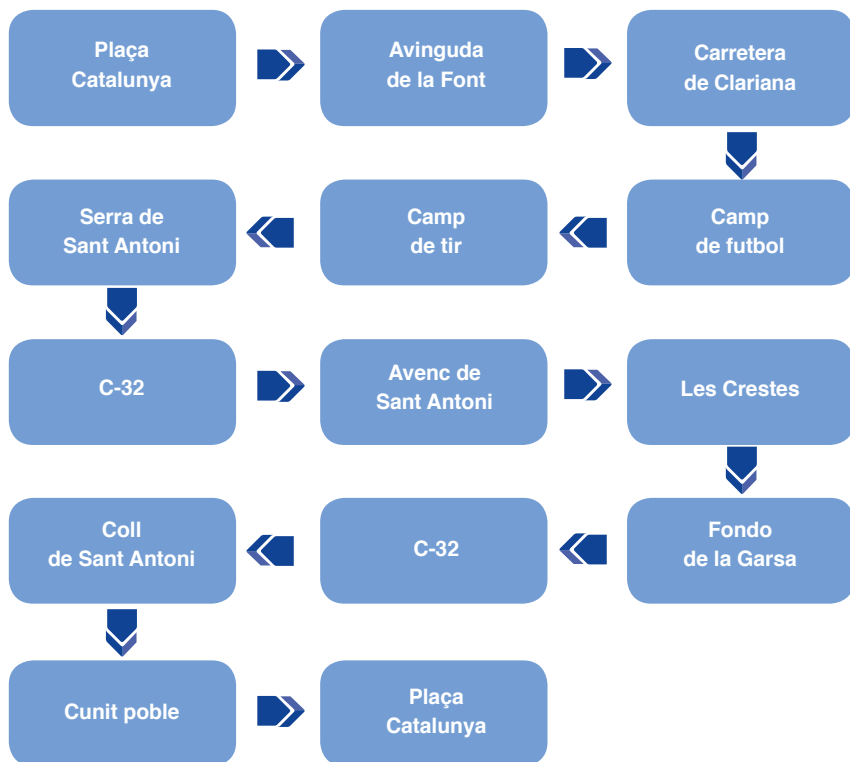 Plaça
Catalunya
Avinguda
de la Font
Carretera
de Clariana
Camp
de futbol
Camp
de tir
Serra de
Sant Antoni
C-32
Avenc de
Sant Antoni
Les Crestes
Fondo
de la Garsa
C-32
Coll
de Sant Antoni
Cunit poble
Plaça
Catalunya